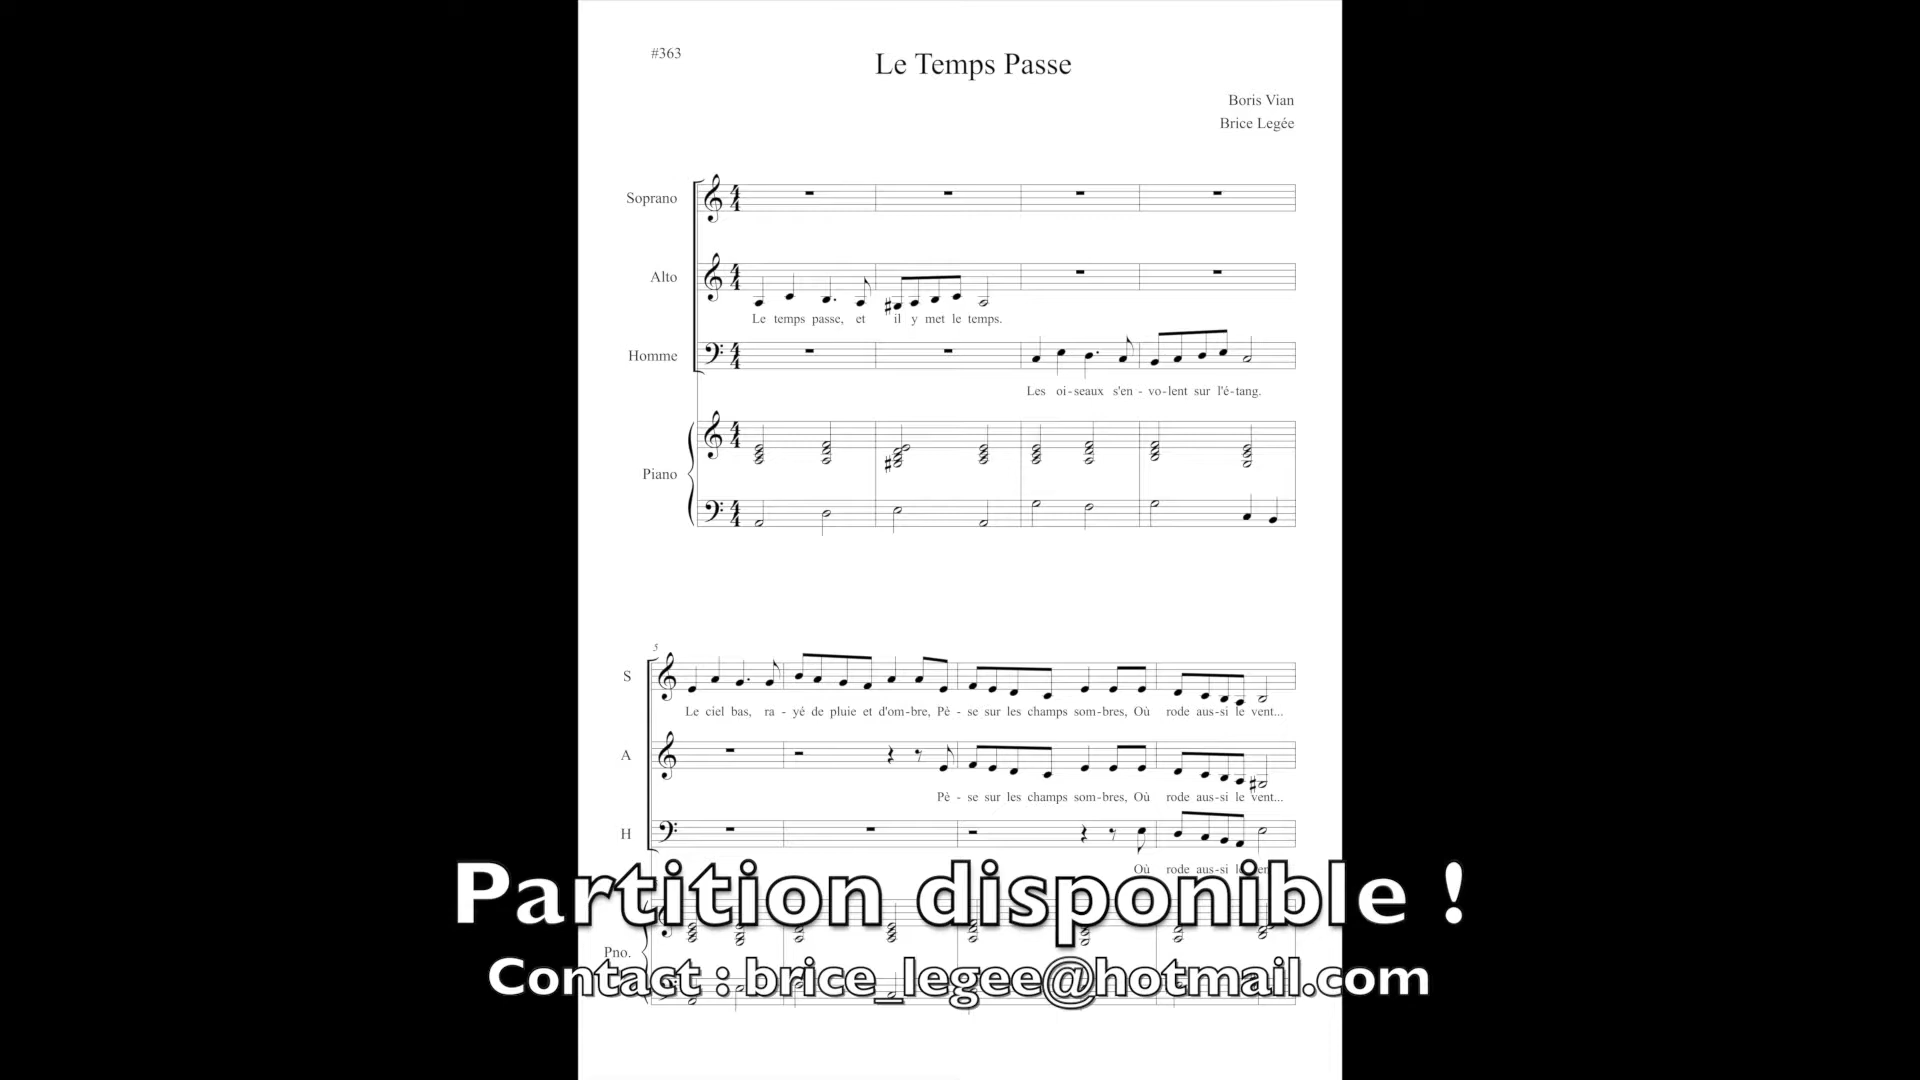 #363
Le Temps Passe
Boris Vian
Brice Legée
Soprano
Alto
Le temps passe, et il y met le temps.
Homme
Les oi-seaux s'en - vo-lent sur l'é-tang.
Piano
5
S
Le ciel bas, ra - yé de pluie et d'om-bre, Pè - se sur les champs som-bres, Où rode aus-si le vent...
A
Pè - se sur les champs som-bres, Où rode aus-si le vent...
H
Où rode aus-si
Partition disponible !
Pno.
Contact : brice_legee@hotmail.com